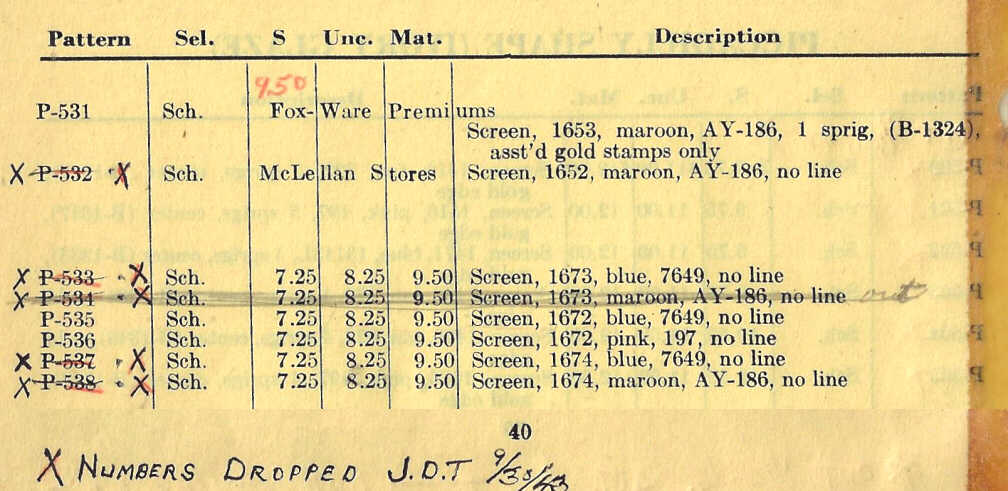 Pattern Sel. S Unc. Mat. Description
9.50
P-531 Sch. Fox-Ware Premiums
Screen, 1653, maroon, AY-186, 1 sprig, (B-1324),
asst'd gold stamps only
X P-532 X Sch. McLellan Stores Screen, 1652, maroon, AY-186, no line
X P-533 X Sch. 7.25 8.25 9.50 Screen, 1673, blue, 7649, no line
X P-534 X Sch. 7.25 8.25 9.50 Screen, 1673, maroon, AY-186, no line out
P-535 Sch. 7.25 8.25 9.50 Screen, 1672, blue, 7649, no line
P-536 Sch. 7.25 8.25 9.50 Screen, 1672, pink, 197, no line
X P-537 X Sch. 7.25 8.25 9.50 Screen, 1674, blue, 7649, no line
X P-538 X Sch. 7.25 8.25 9.50 Screen, 1674, maroon, AY-186, no line
40
X NUMBERS DROPPED J.D.T 9/30/43